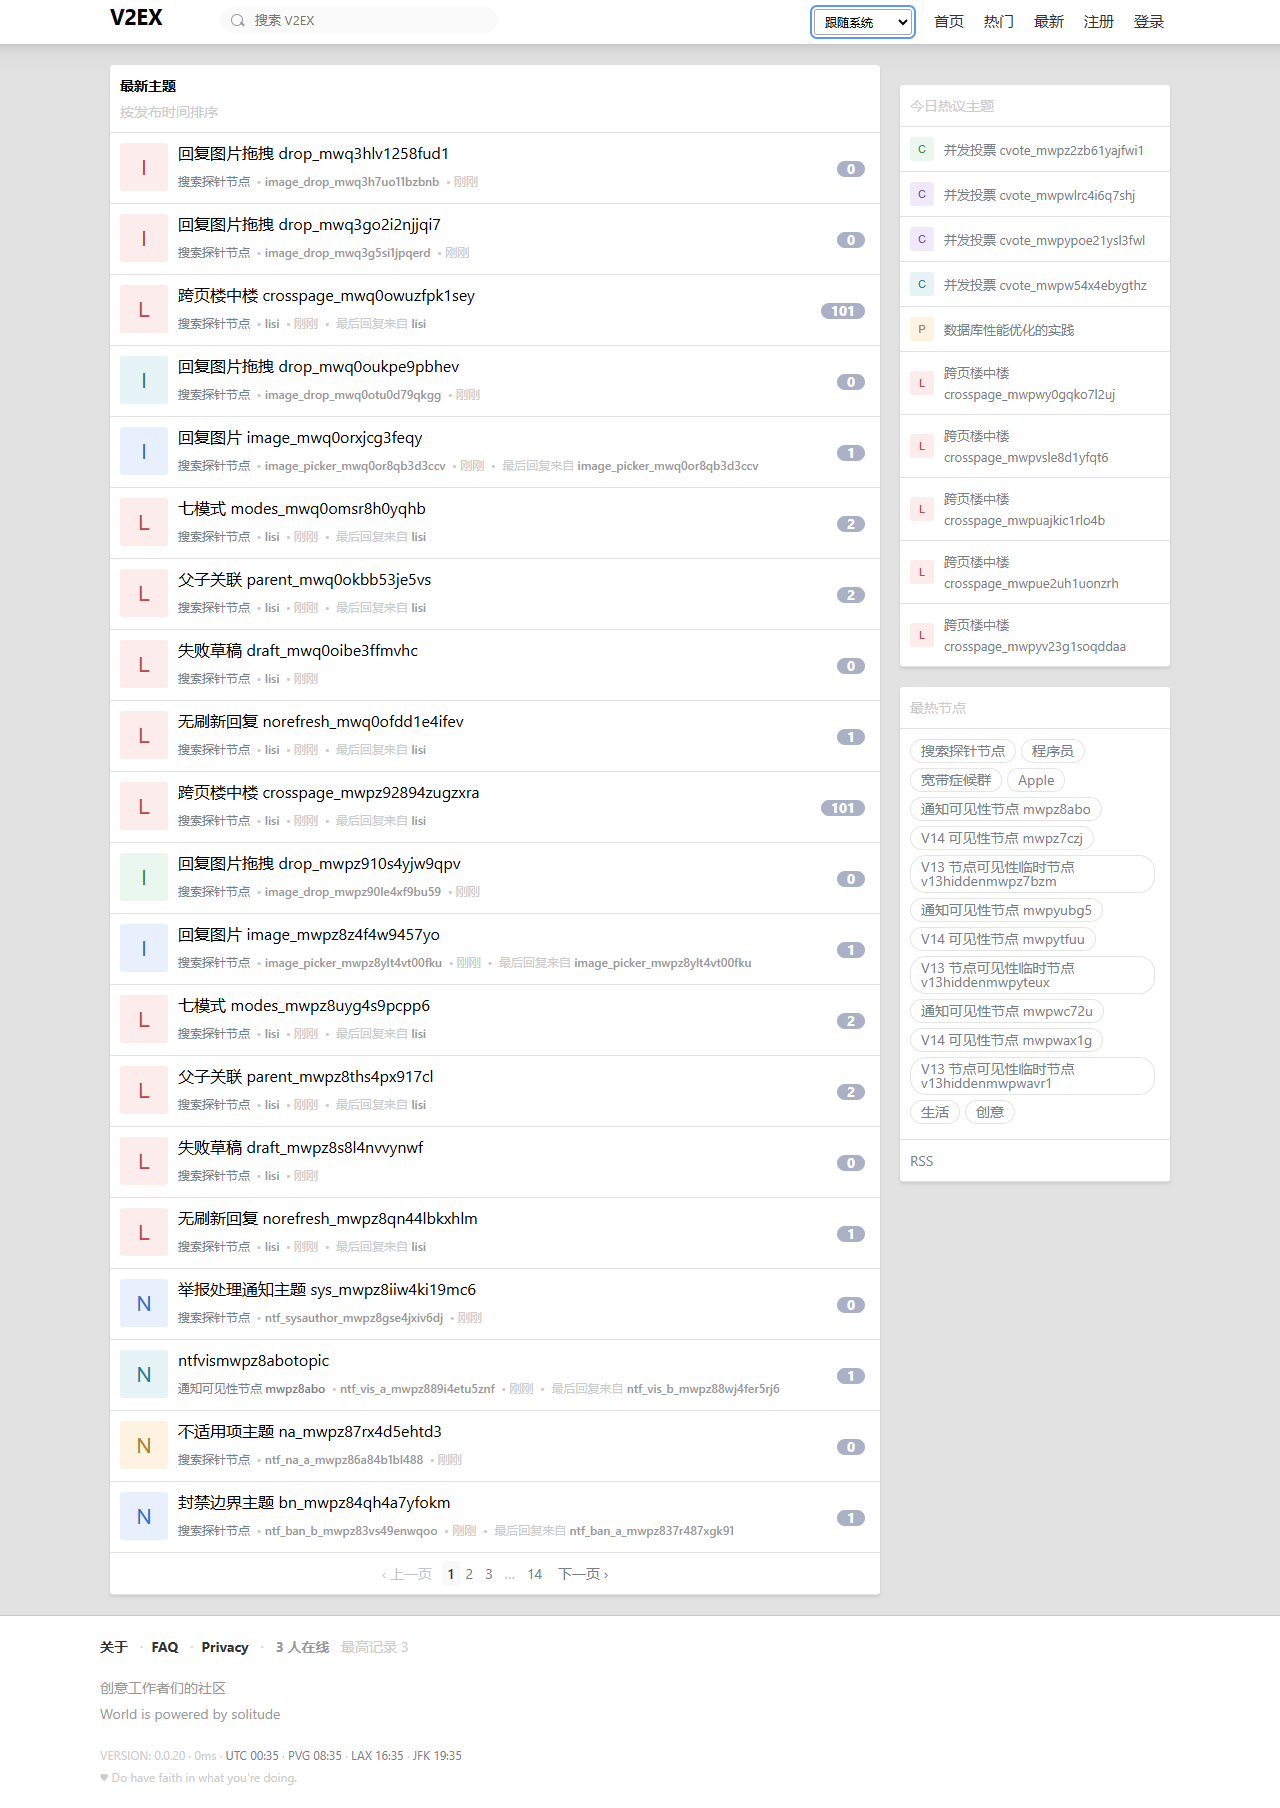 V2EX
搜索 V2EX
跟随系统
首页 热门 最新 注册 登录
最新主题
按发布时间排序
I
回复图片拖拽 drop_mwq3hlv1258fud1
搜索探针节点 • image_drop_mwq3h7uo11bzbnb • 刚刚
0
I
回复图片拖拽 drop_mwq3go2i2njjqi7
搜索探针节点 • image_drop_mwq3g5si1jpqerd • 刚刚
0
L
跨页楼中楼 crosspage_mwq0owuzfpk1sey
搜索探针节点 • lisi • 刚刚 • 最后回复来自 lisi
101
I
回复图片拖拽 drop_mwq0oukpe9pbhev
搜索探针节点 • image_drop_mwq0otu0d79qkgg • 刚刚
0
I
回复图片 image_mwq0orxjcg3feqy
搜索探针节点 • image_picker_mwq0or8qb3d3ccv • 刚刚 • 最后回复来自 image_picker_mwq0or8qb3d3ccv
1
L
七模式 modes_mwq0omsr8h0yqhb
搜索探针节点 • lisi • 刚刚 • 最后回复来自 lisi
2
L
父子关联 parent_mwq0okbb53je5vs
搜索探针节点 • lisi • 刚刚 • 最后回复来自 lisi
2
L
失败草稿 draft_mwq0oibe3ffmvhc
搜索探针节点 • lisi • 刚刚
0
L
无刷新回复 norefresh_mwq0ofdd1e4ifev
搜索探针节点 • lisi • 刚刚 • 最后回复来自 lisi
1
L
跨页楼中楼 crosspage_mwpz92894zugzxra
搜索探针节点 • lisi • 刚刚 • 最后回复来自 lisi
101
I
回复图片拖拽 drop_mwpz910s4yjw9qpv
搜索探针节点 • image_drop_mwpz90le4xf9bu59 • 刚刚
0
I
回复图片 image_mwpz8z4f4w9457yo
搜索探针节点 • image_picker_mwpz8ylt4vt00fku • 刚刚 • 最后回复来自 image_picker_mwpz8ylt4vt00fku
1
L
七模式 modes_mwpz8uyg4s9pcpp6
搜索探针节点 • lisi • 刚刚 • 最后回复来自 lisi
2
L
父子关联 parent_mwpz8ths4px917cl
搜索探针节点 • lisi • 刚刚 • 最后回复来自 lisi
2
L
失败草稿 draft_mwpz8s8l4nvvynwf
搜索探针节点 • lisi • 刚刚
0
L
无刷新回复 norefresh_mwpz8qn44lbkxhlm
搜索探针节点 • lisi • 刚刚 • 最后回复来自 lisi
1
N
举报处理通知主题 sys_mwpz8iiw4ki19mc6
搜索探针节点 • ntf_sysauthor_mwpz8gse4jxiv6dj • 刚刚
0
N
ntfvismwpz8abotopic
通知可见性节点 mwpz8abo • ntf_vis_a_mwpz889i4etu5znf • 刚刚 • 最后回复来自 ntf_vis_b_mwpz88wj4fer5rj6
1
N
不适用项主题 na_mwpz87rx4d5ehtd3
搜索探针节点 • ntf_na_a_mwpz86a84b1bl488 • 刚刚
0
N
封禁边界主题 bn_mwpz84qh4a7yfokm
搜索探针节点 • ntf_ban_b_mwpz83vs49enwqoo • 刚刚 • 最后回复来自 ntf_ban_a_mwpz837r487xgk91
1
‹ 上一页 1 2 3 ... 14 下一页 ›
今日热议主题
C
并发投票 cvote_mwpz2zb61yajfwi1
C
并发投票 cvote_mwpwlrc4i6q7shj
C
并发投票 cvote_mwpypoe21ysl3fwl
C
并发投票 cvote_mwpw54x4ebygthz
P
数据库性能优化的实践
L
跨页楼中楼
crosspage_mwpwy0gqko7l2uj
L
跨页楼中楼
crosspage_mwpvsle8d1yfqt6
L
跨页楼中楼
crosspage_mwpuajkic1rlo4b
L
跨页楼中楼
crosspage_mwpue2uh1uonzrh
L
跨页楼中楼
crosspage_mwpyv23g1soqddaa
最热节点
搜索探针节点 程序员
宽带症候群 Apple
通知可见性节点 mwpz8abo
V14 可见性节点 mwpz7czj
V13 节点可见性临时节点
v13hiddenmwpz7bzm
通知可见性节点 mwpyubg5
V14 可见性节点 mwpytfuu
V13 节点可见性临时节点
v13hiddenmwpyteux
通知可见性节点 mwpwc72u
V14 可见性节点 mwpwax1g
V13 节点可见性临时节点
v13hiddenmwpwavr1
生活 创意
RSS
关于 · FAQ · Privacy · 3 人在线 最高记录 3
创意工作者们的社区
World is powered by solitude
VERSION: 0.0.20 · 0ms · UTC 00:35 · PVG 08:35 · LAX 16:35 · JFK 19:35
♥ Do have faith in what you're doing.